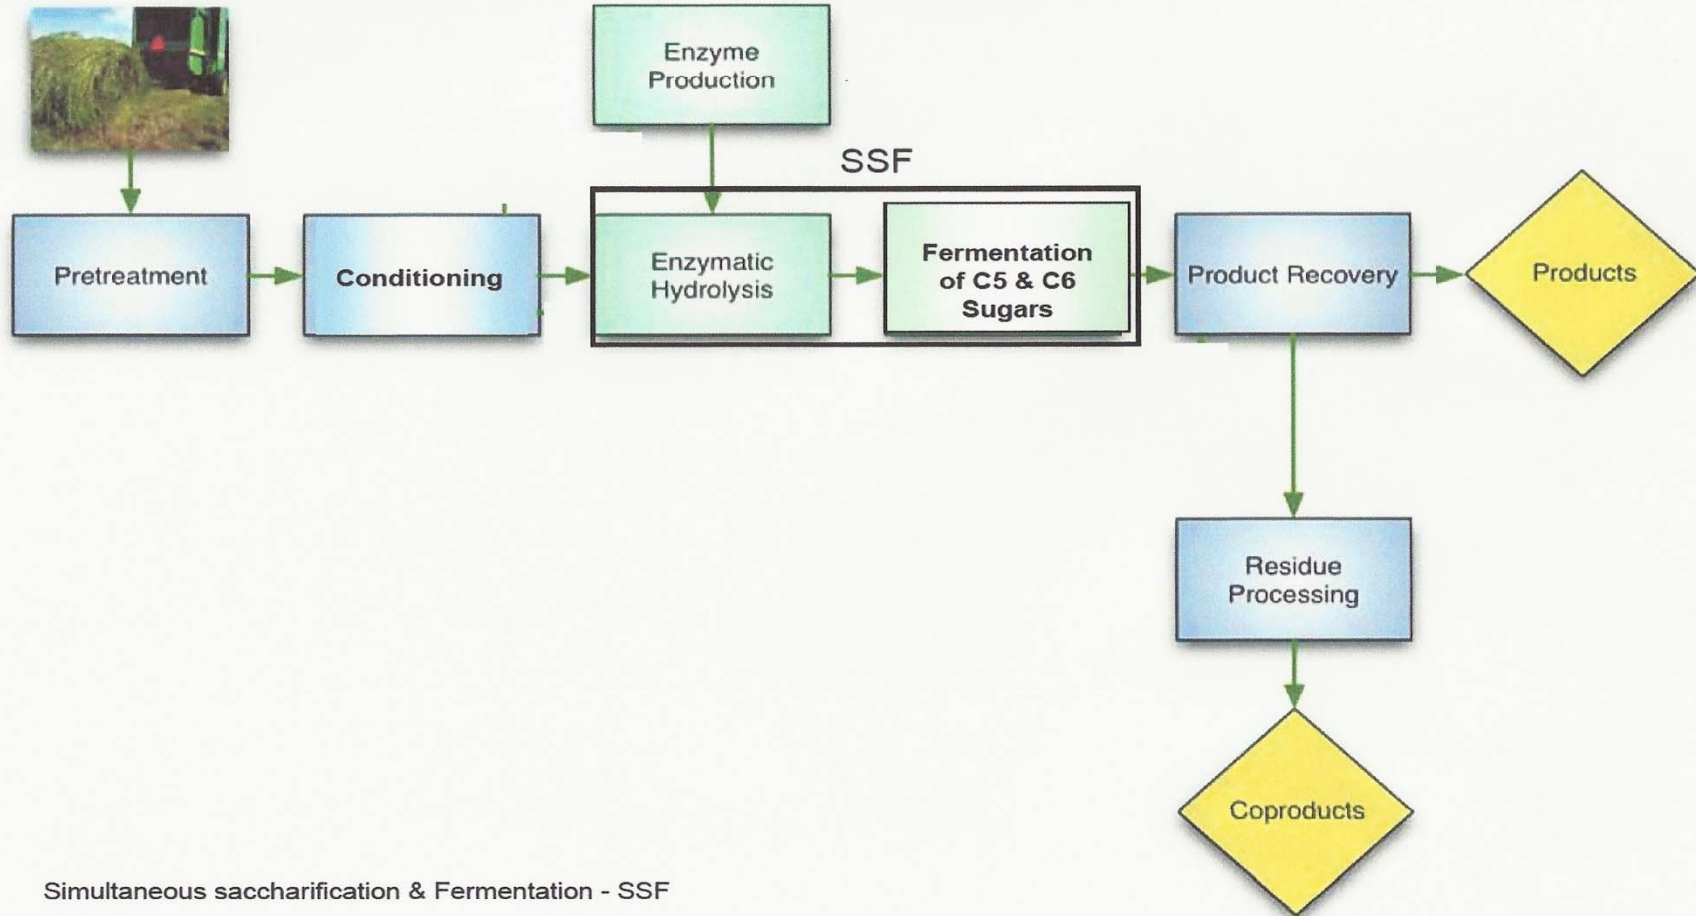 Enzyme
Production
SSF
Pretreatment
Conditioning
Enzymatic
Hydrolysis
Fermentation
of C5 & C6
Sugars
Product Recovery
Products
Residue
Processing
Coproducts
Simultaneous saccharification & Fermentation - SSF